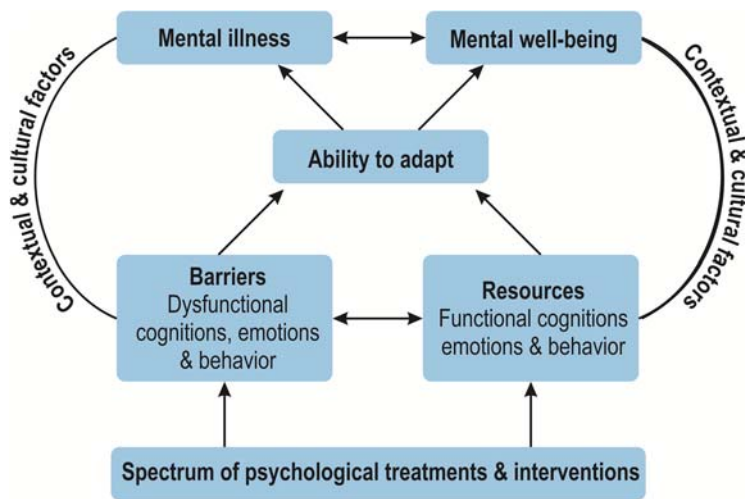 Mental illness
Mental well-being
Contextual & cultural factors
Contextual & cultural factors
Ability to adapt
Barriers
Dysfunctional
cognitions, emotions
& behavior
Resources
Functional cognitions
emotions & behavior
Spectrum of psychological treatments & interventions